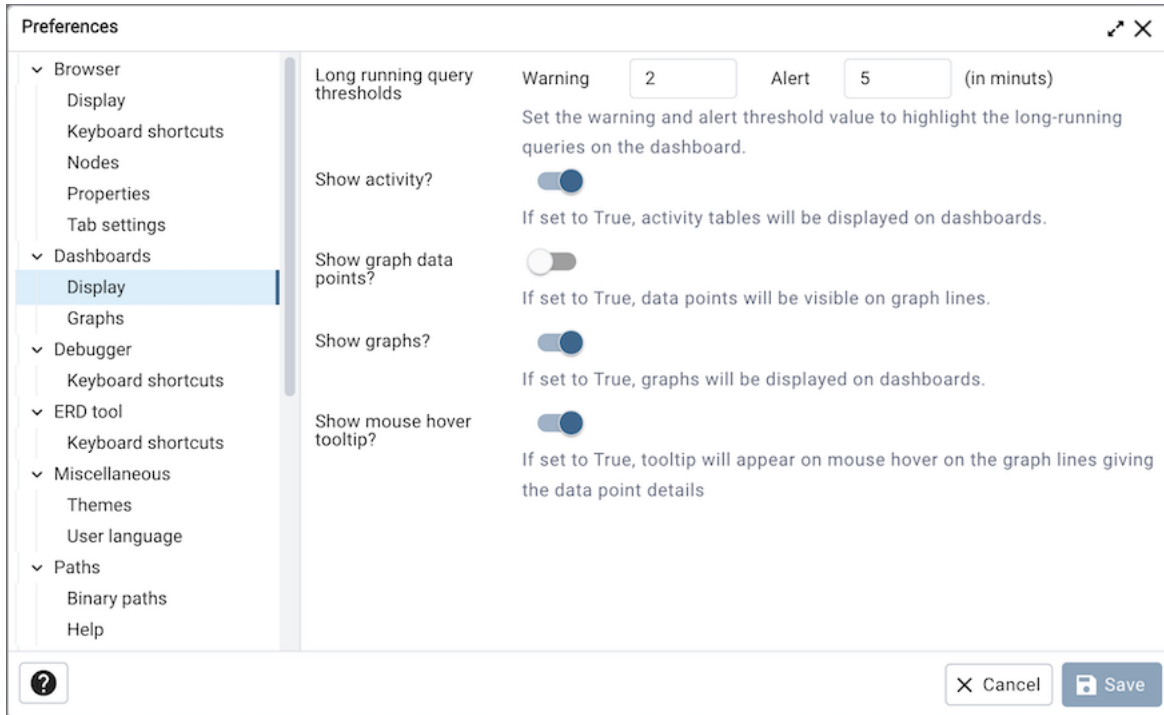 Preferences
Browser
Display
Keyboard shortcuts
Nodes
Properties
Tab settings
Dashboards
Display
Graphs
Debugger
Keyboard shortcuts
ERD tool
Keyboard shortcuts
Miscellaneous
Themes
User language
Paths
Binary paths
Help
Long running query
thresholds
Warning 2 Alert 5 (in minuts)
Set the warning and alert threshold value to highlight the long-running
queries on the dashboard.
Show activity?
If set to True, activity tables will be displayed on dashboards.
Show graph data
points?
If set to True, data points will be visible on graph lines.
Show graphs?
If set to True, graphs will be displayed on dashboards.
Show mouse hover
tooltip?
If set to True, tooltip will appear on mouse hover on the graph lines giving
the data point details
?
Cancel
Save